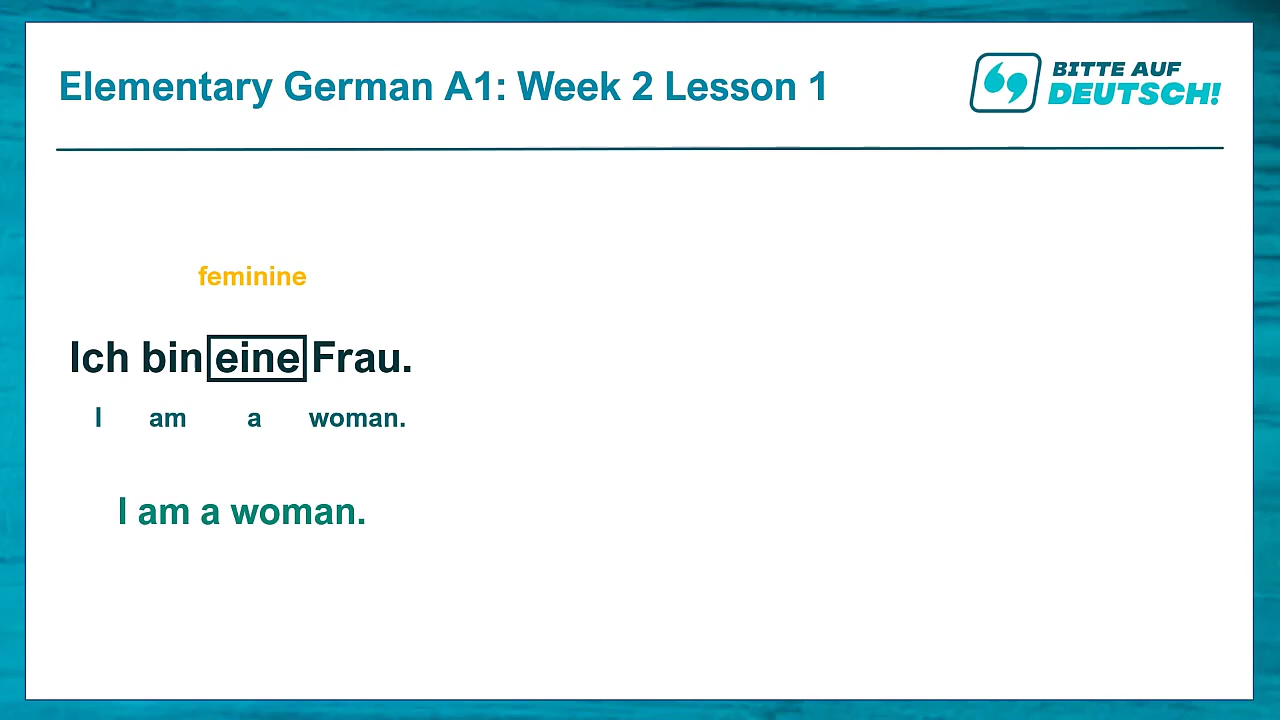 Elementary German A1: Week 2 Lesson 1
BITTE AUF
DEUTSCH!
feminine
Ich bin eine Frau.
I am a woman.
I am a woman.